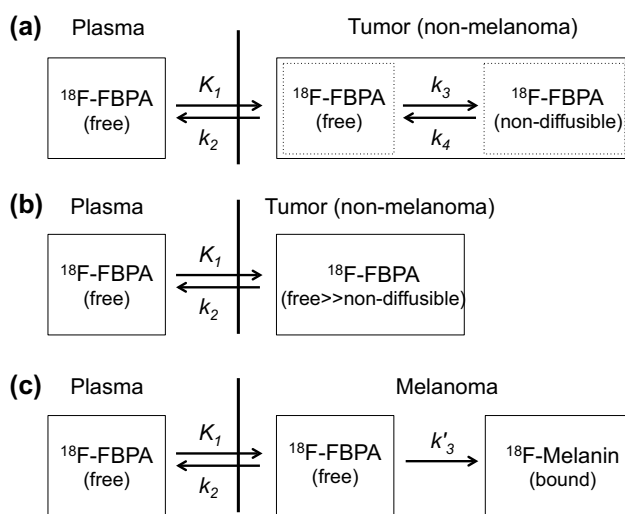 (a) Plasma Tumor (non-melanoma)
¹⁸F-FBPA (free) K₁ k₂ ¹⁸F-FBPA (free) k₃ k₄ ¹⁸F-FBPA (non-diffusible)
(b) Plasma Tumor (non-melanoma)
¹⁸F-FBPA (free) K₁ k₂ ¹⁸F-FBPA (free>>non-diffusible)
(c) Plasma Melanoma
¹⁸F-FBPA (free) K₁ k₂ ¹⁸F-FBPA (free) k'₃ ¹⁸F-Melanin (bound)